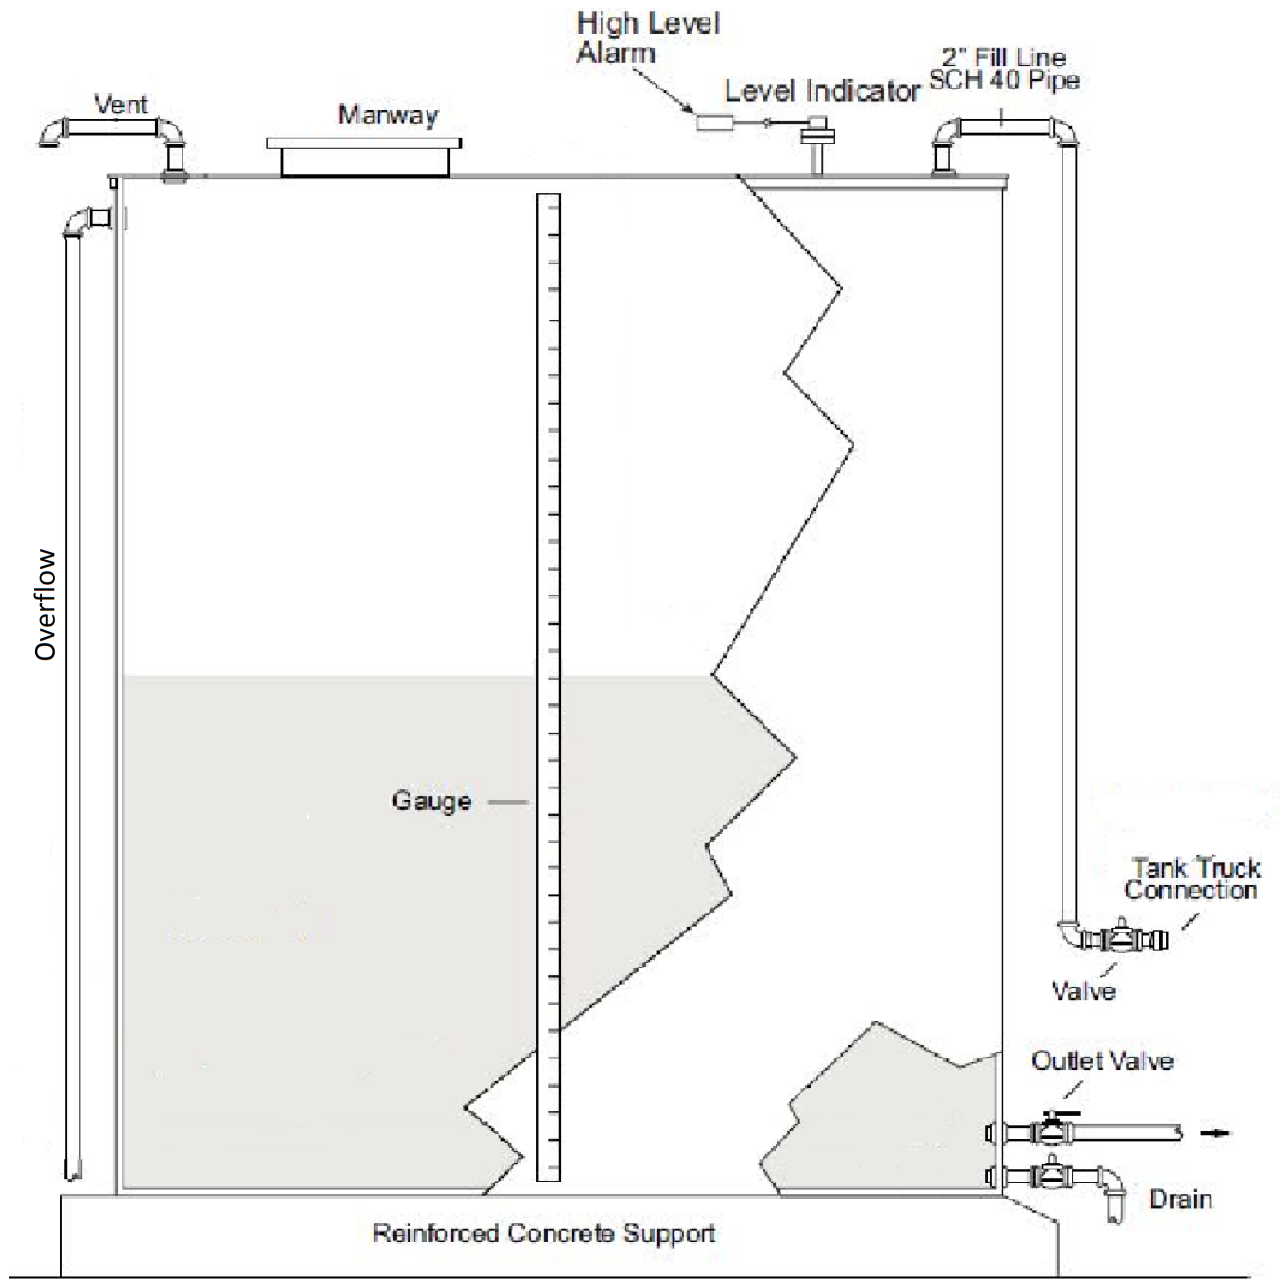 High Level
Alarm
2" Fill Line
SCH 40 Pipe
Level Indicator
Vent
Manway
Overflow
Gauge
Tank Truck
Connection
Valve
Outlet Valve
Drain
Reinforced Concrete Support